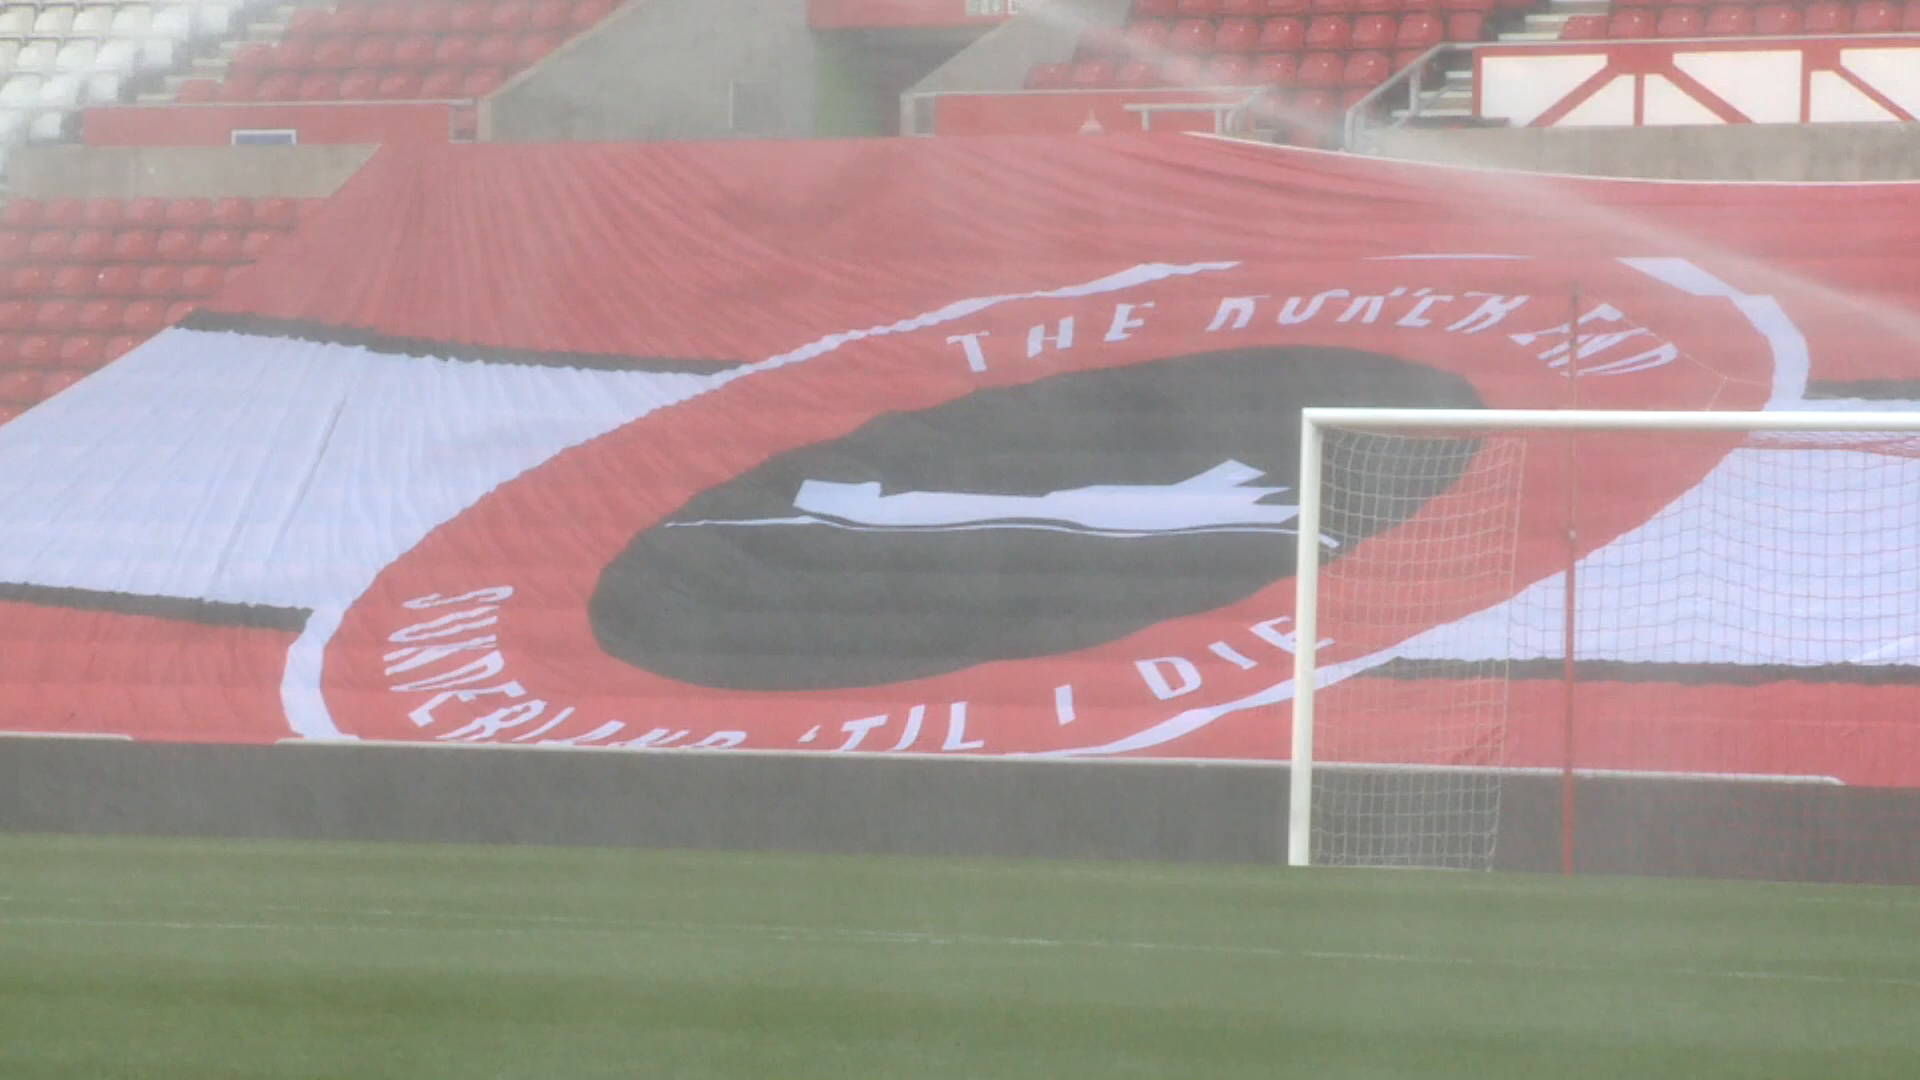 THE ROKER END
SUNDERLAND 'TIL I DIE